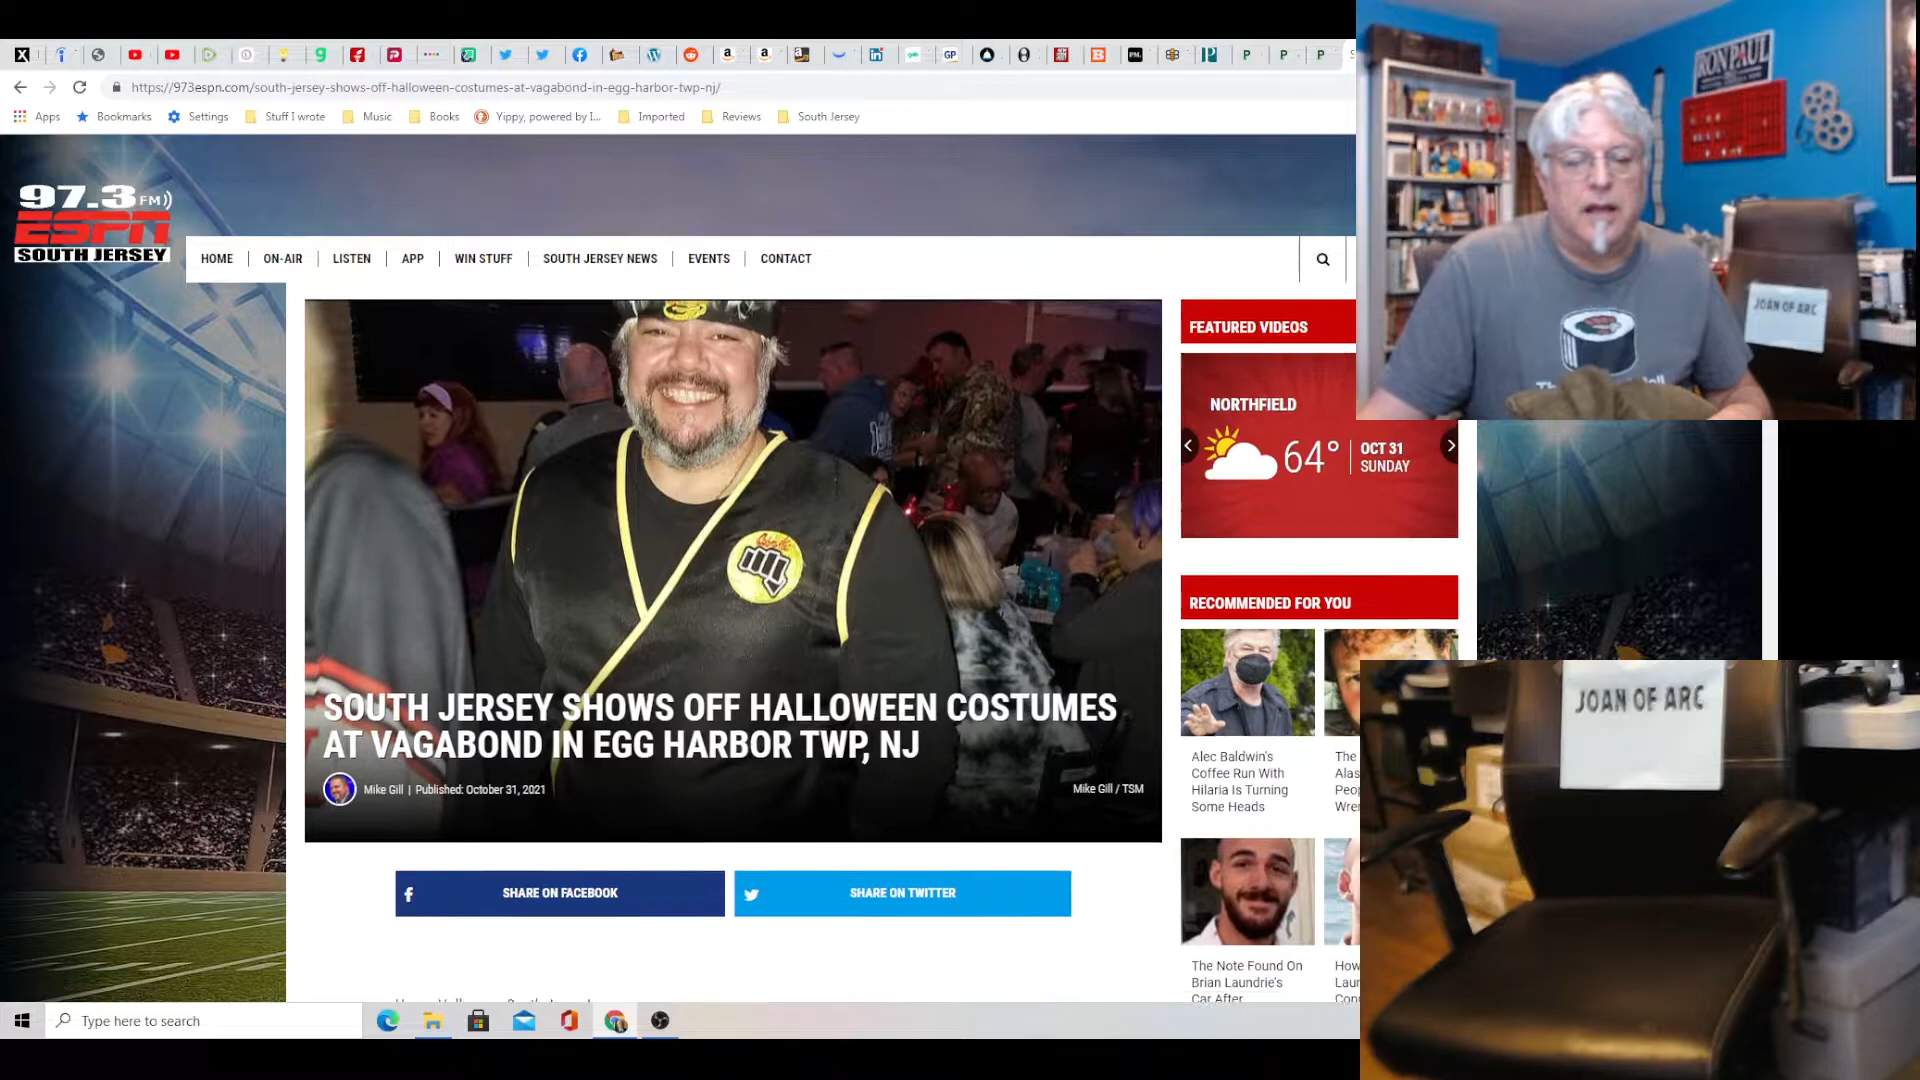 https://973espn.com/south-jersey-shows-off-halloween-costumes-at-vagabond-in-egg-harbor-twp-nj/
Apps Bookmarks Settings Stuff I wrote Music Books Yippy, powered by I... Imported Reviews South Jersey
97.3 FM
ESPN
SOUTH JERSEY
HOME ON-AIR LISTEN APP WIN STUFF SOUTH JERSEY NEWS EVENTS CONTACT
SOUTH JERSEY SHOWS OFF HALLOWEEN COSTUMES
AT VAGABOND IN EGG HARBOR TWP, NJ
Mike Gill | Published: October 31, 2021
Mike Gill / TSM
SHARE ON FACEBOOK
SHARE ON TWITTER
FEATURED VIDEOS
NORTHFIELD
64° OCT 31
SUNDAY
RECOMMENDED FOR YOU
Alec Baldwin's
Coffee Run With
Hilaria Is Turning
Some Heads
The
Alas
Peop
Wre
The Note Found On
Brian Laundrie's
Car After
How
Laur
Type here to search
RON PAUL
JOAN OF ARC
JOAN OF ARC